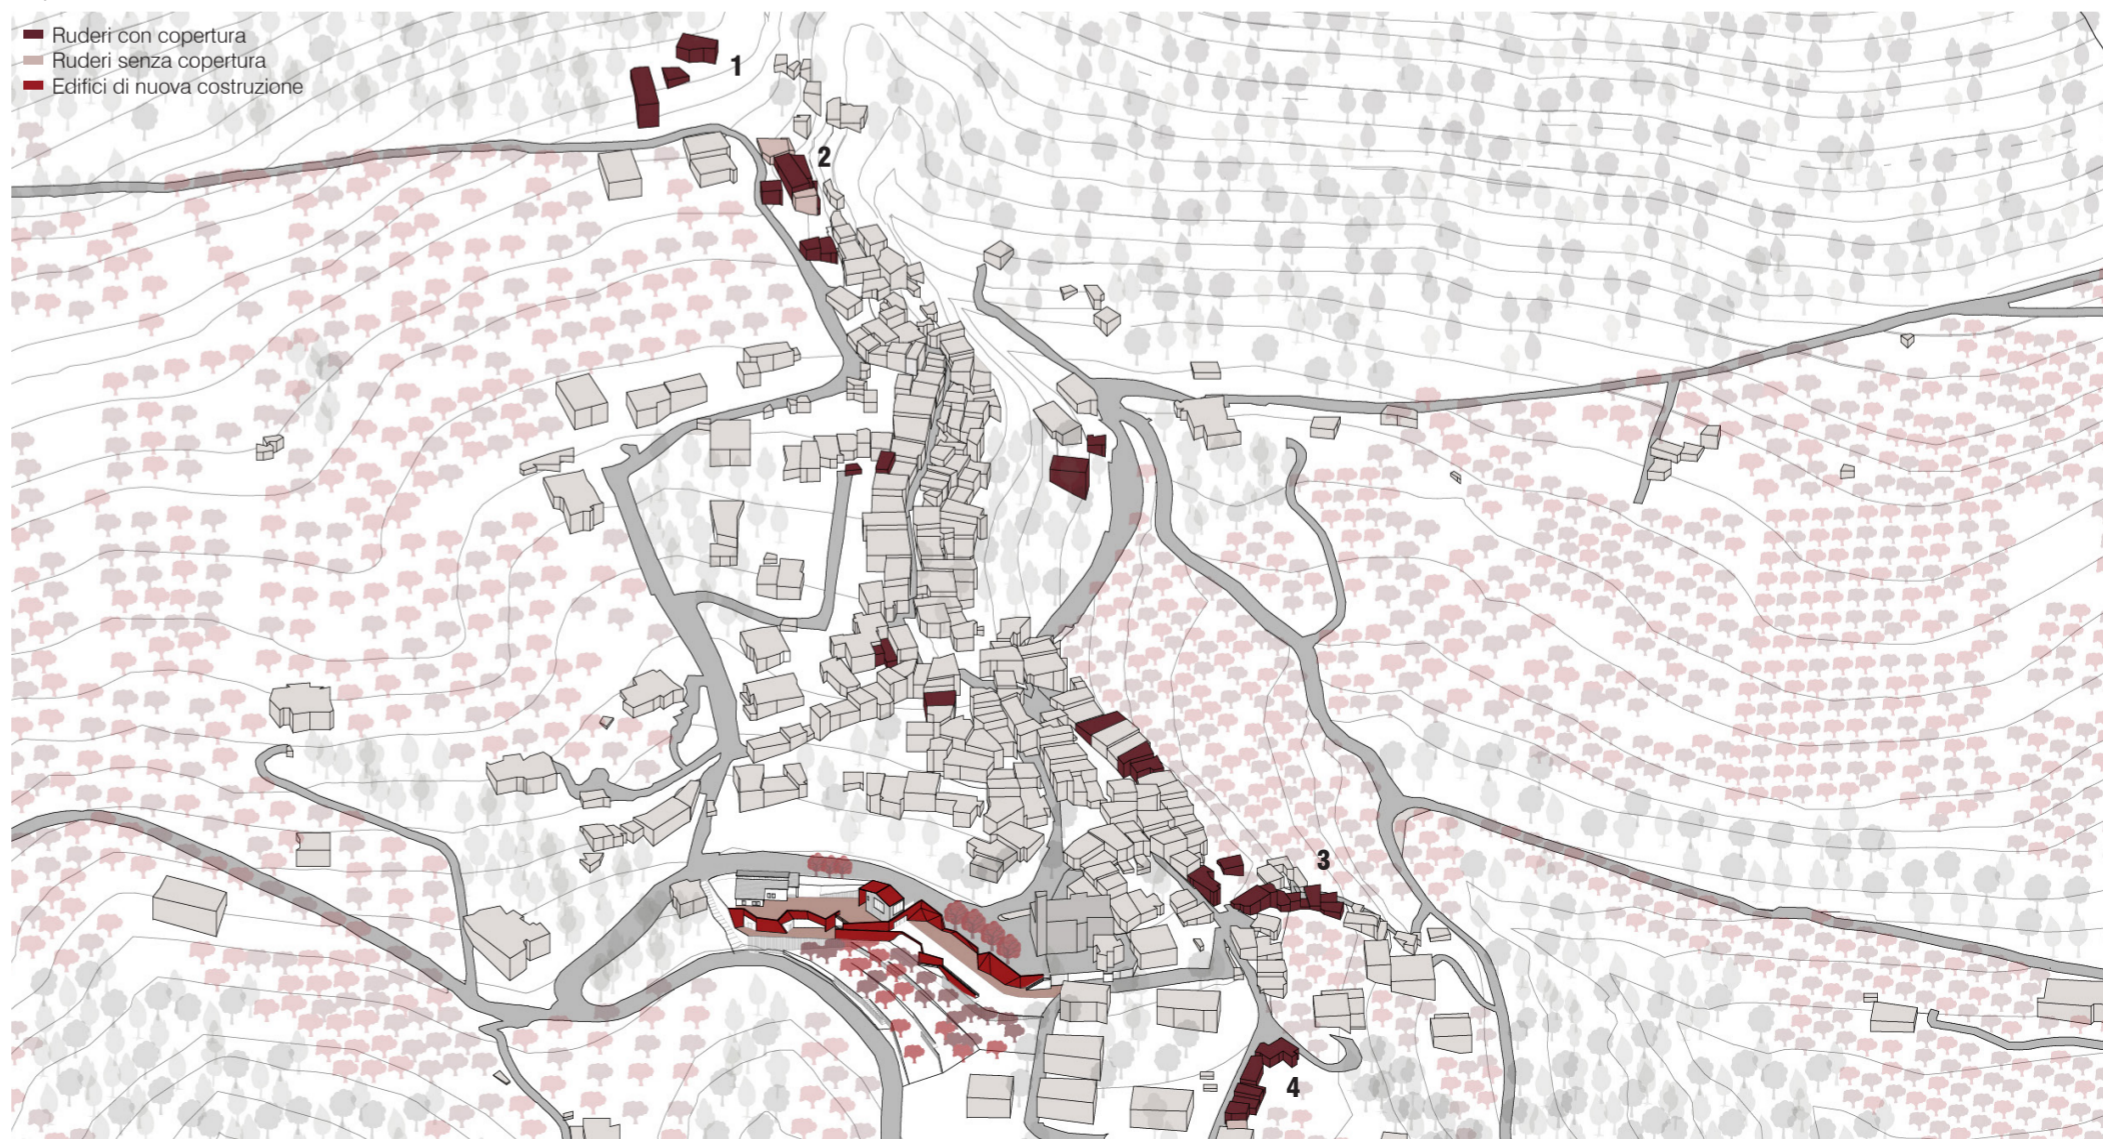 Ruderi con copertura
Ruderi senza copertura
Edifici di nuova costruzione
1
2
3
4